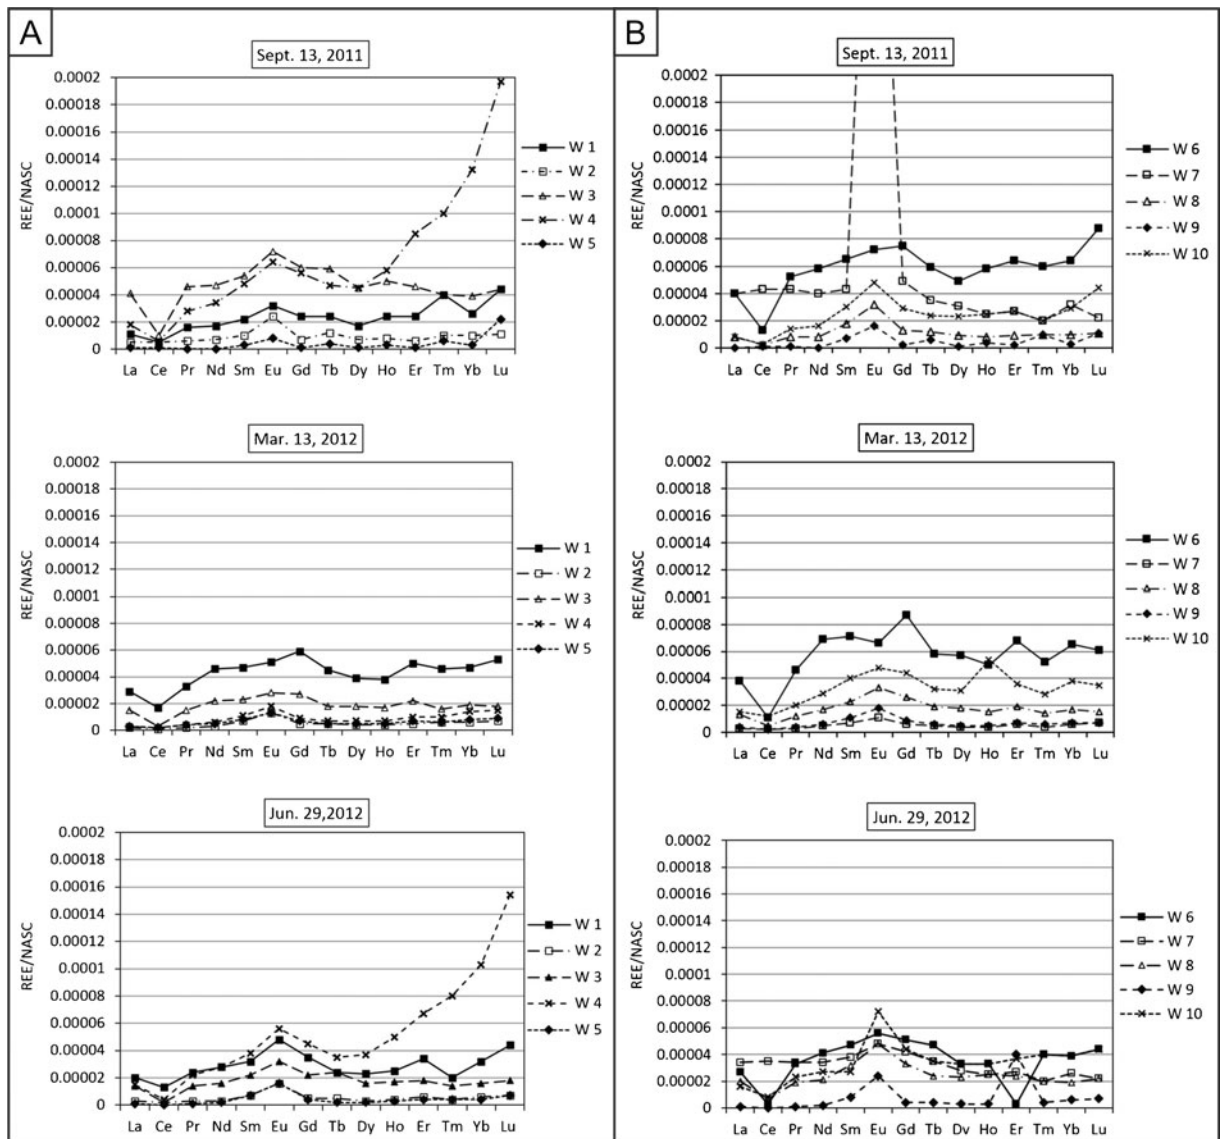 A
Sept. 13, 2011
REE/NASC
0.0002
0.00018
0.00016
0.00014
0.00012
0.0001
0.00008
0.00006
0.00004
0.00002
0
La Ce Pr Nd Sm Eu Gd Tb Dy Ho Er Tm Yb Lu
W 1
W 2
W 3
W 4
W 5
Mar. 13, 2012
REE/NASC
0.0002
0.00018
0.00016
0.00014
0.00012
0.0001
0.00008
0.00006
0.00004
0.00002
0
La Ce Pr Nd Sm Eu Gd Tb Dy Ho Er Tm Yb Lu
W 1
W 2
W 3
W 4
W 5
Jun. 29,2012
REE/NASC
0.0002
0.00018
0.00016
0.00014
0.00012
0.0001
0.00008
0.00006
0.00004
0.00002
0
La Ce Pr Nd Sm Eu Gd Tb Dy Ho Er Tm Yb Lu
W 1
W 2
W 3
W 4
W 5
B
Sept. 13, 2011
REE/NASC
0.0002
0.00018
0.00016
0.00014
0.00012
0.0001
0.00008
0.00006
0.00004
0.00002
0
La Ce Pr Nd Sm Eu Gd Tb Dy Ho Er Tm Yb Lu
W 6
W 7
W 8
W 9
W 10
Mar. 13, 2012
REE/NASC
0.0002
0.00018
0.00016
0.00014
0.00012
0.0001
0.00008
0.00006
0.00004
0.00002
0
La Ce Pr Nd Sm Eu Gd Tb Dy Ho Er Tm Yb Lu
W 6
W 7
W 8
W 9
W 10
Jun. 29, 2012
REE/NASC
0.0002
0.00018
0.00016
0.00014
0.00012
0.0001
0.00008
0.00006
0.00004
0.00002
0
La Ce Pr Nd Sm Eu Gd Tb Dy Ho Er Tm Yb Lu
W 6
W 7
W 8
W 9
W 10